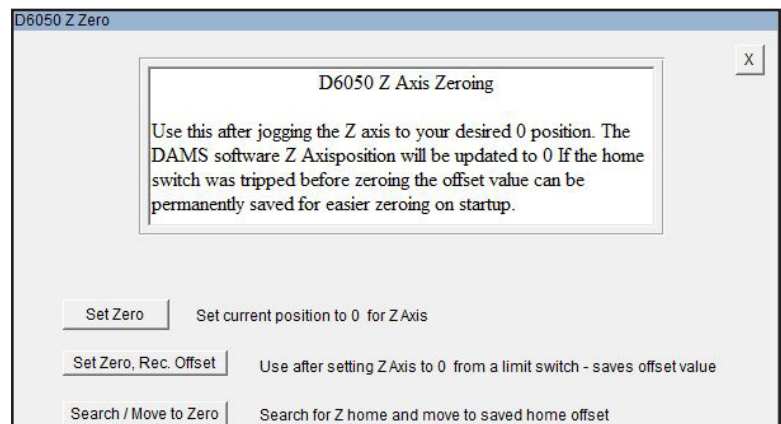 D6050 Z Zero
X
D6050 Z Axis Zeroing
Use this after jogging the Z axis to your desired 0 position. The
DAMS software Z Axisposition will be updated to 0 If the home
switch was tripped before zeroing the offset value can be
permanently saved for easier zeroing on startup.
Set Zero
Set current position to 0 for Z Axis
Set Zero, Rec. Offset
Use after setting Z Axis to 0 from a limit switch - saves offset value
Search / Move to Zero
Search for Z home and move to saved home offset